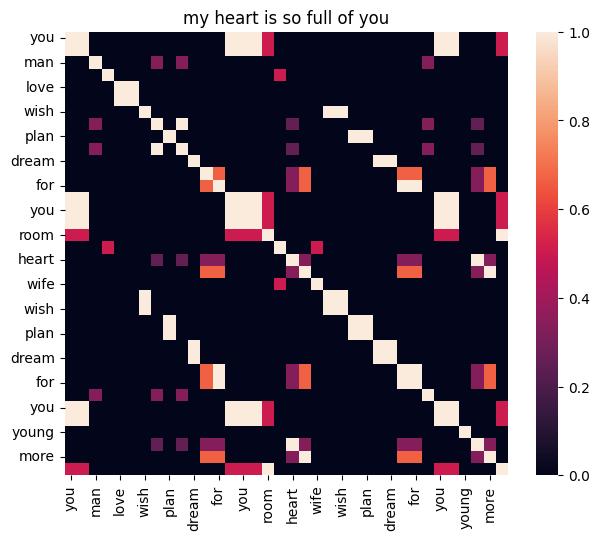 my heart is so full of you
you
man
love
wish
plan
dream
for
you
room
heart
wife
wish
plan
dream
for
you
young
more
1.0
0.8
0.6
0.4
0.2
0.0
you
man
love
wish
plan
dream
for
you
room
heart
wife
wish
plan
dream
for
you
young
more